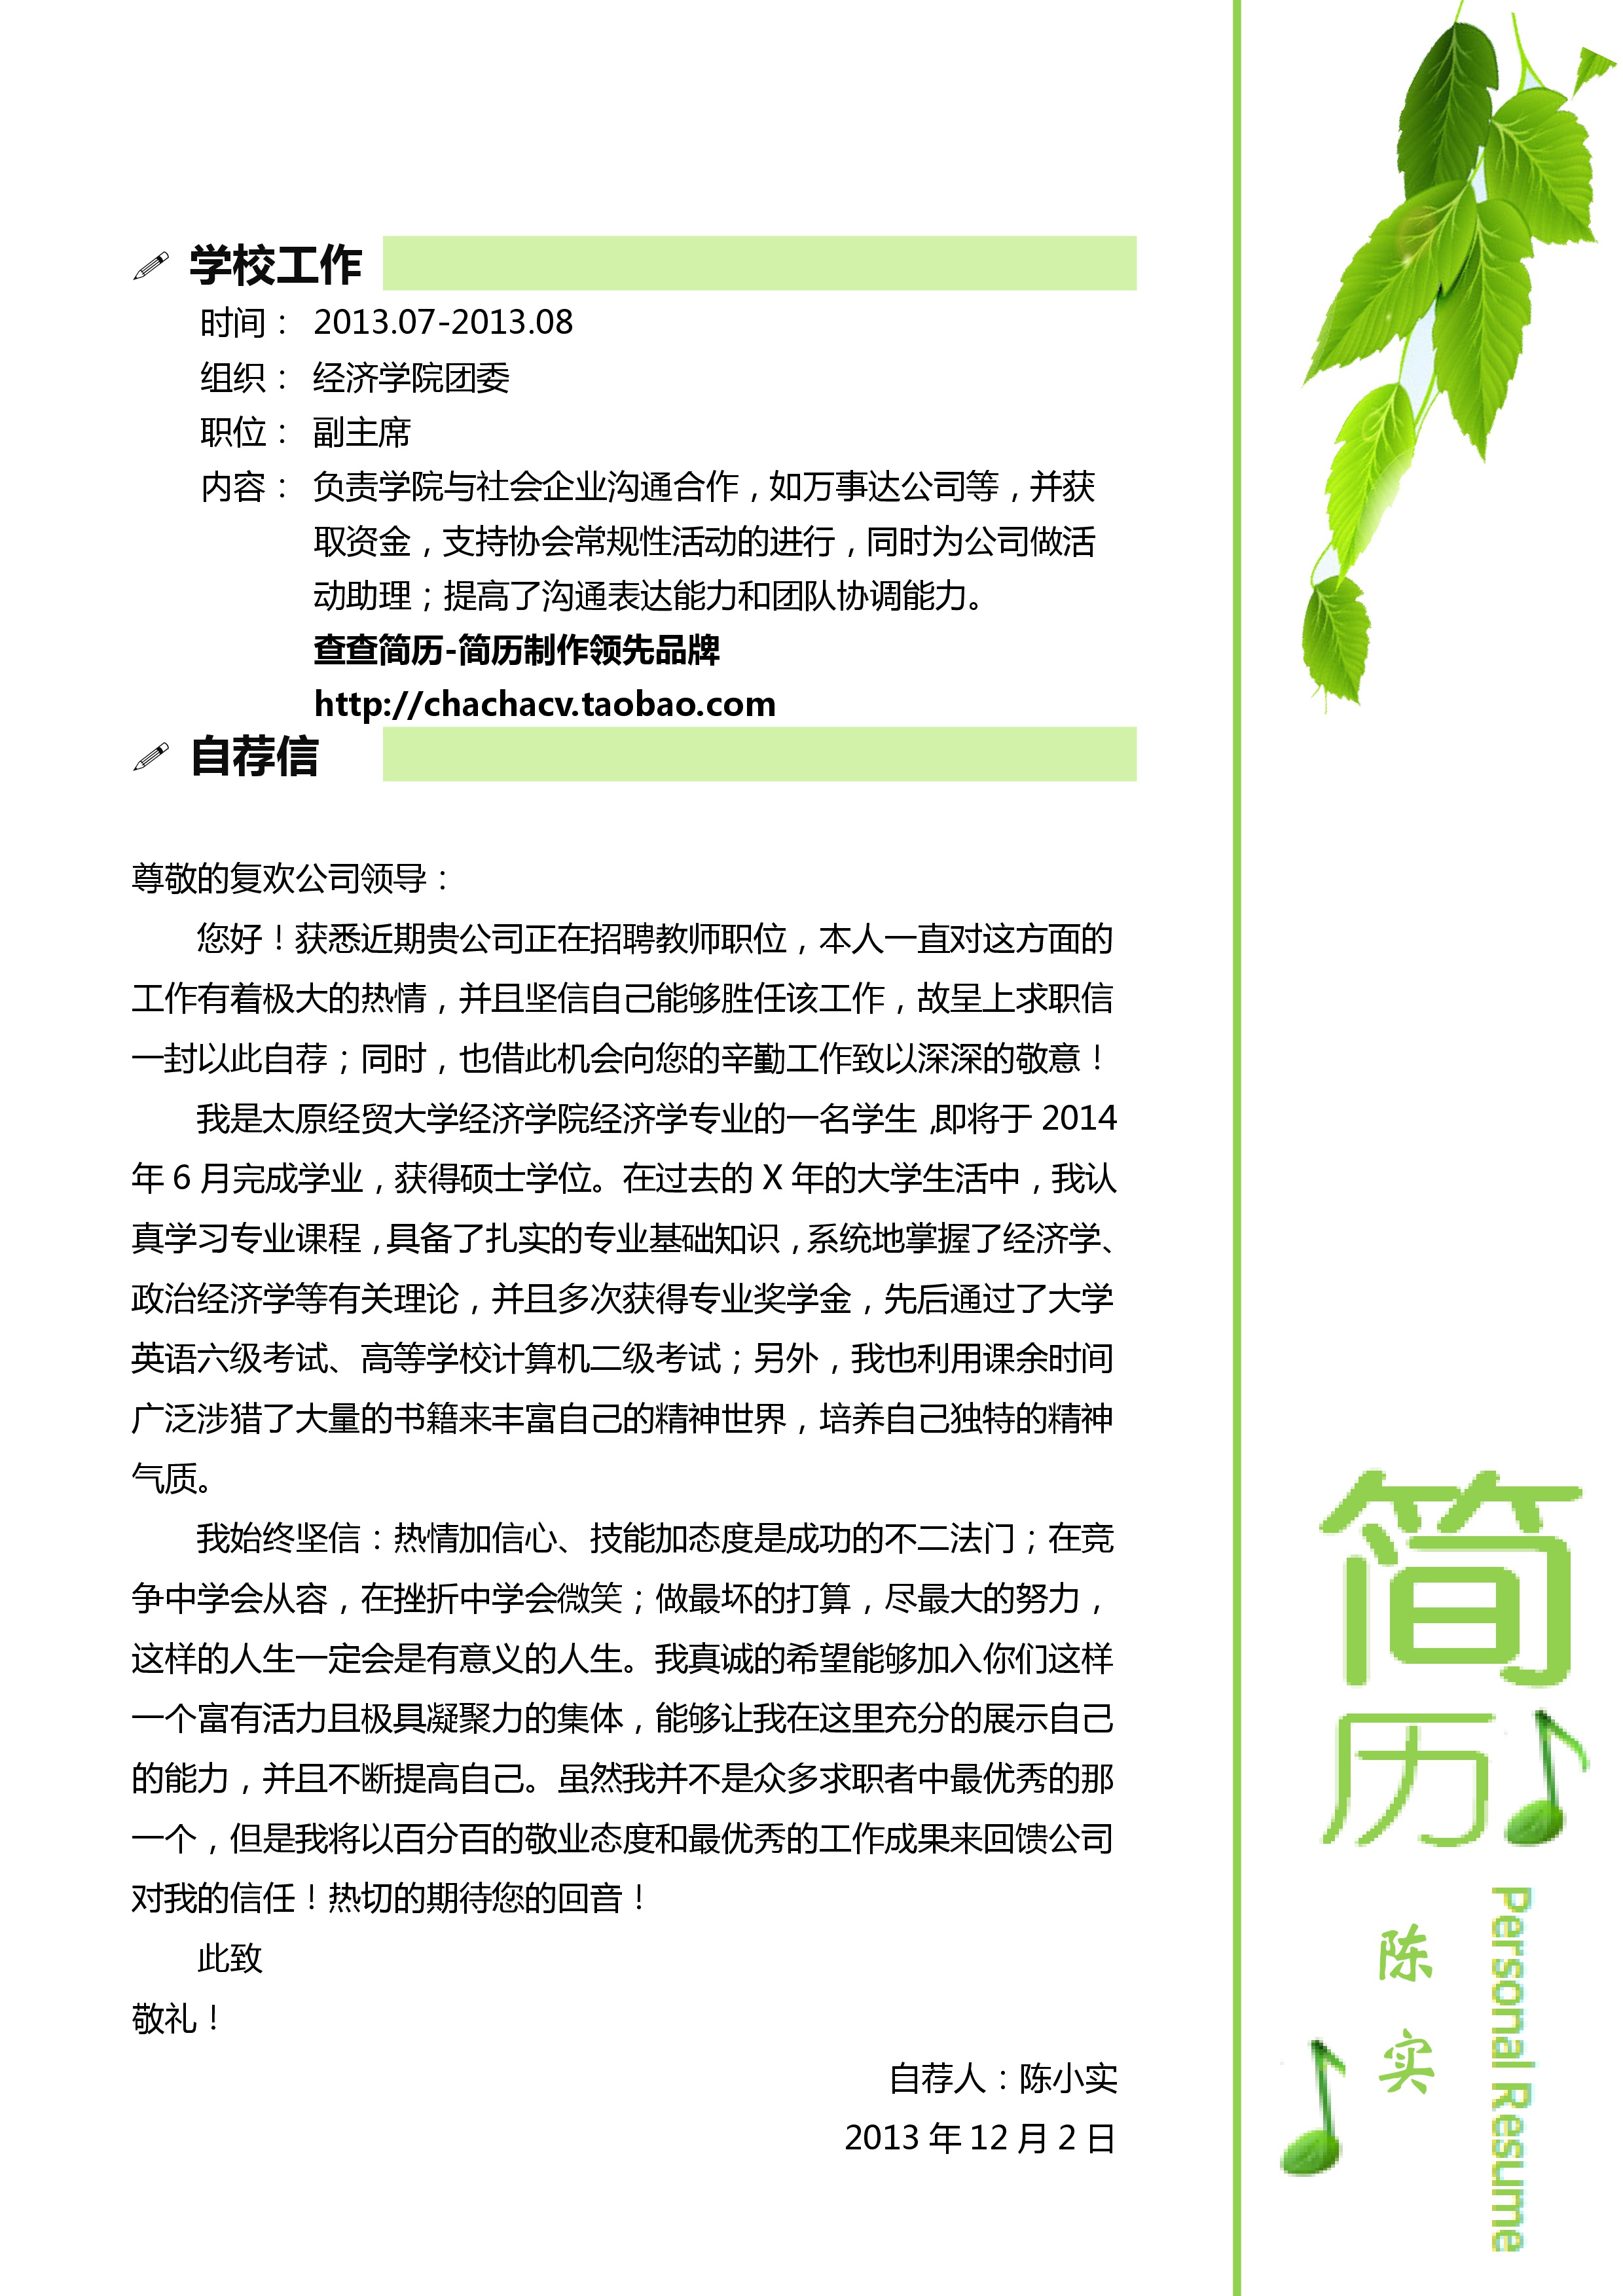 学校工作
时间： 2013.07-2013.08
组织： 经济学院团委
职位： 副主席
内容： 负责学院与社会企业沟通合作，如万事达公司等，并获
取资金，支持协会常规性活动的进行，同时为公司做活
动助理；提高了沟通表达能力和团队协调能力。
查查简历-简历制作领先品牌
http://chachacv.taobao.com
自荐信
尊敬的复欢公司领导：
您好！获悉近期贵公司正在招聘教师职位，本人一直对这方面的
工作有着极大的热情，并且坚信自己能够胜任该工作，故呈上求职信
一封以此自荐；同时，也借此机会向您的辛勤工作致以深深的敬意！
我是太原经贸大学经济学院经济学专业的一名学生，即将于 2014
年 6 月完成学业，获得硕士学位。在过去的 X 年的大学生活中，我认
真学习专业课程，具备了扎实的专业基础知识，系统地掌握了经济学、
政治经济学等有关理论，并且多次获得专业奖学金，先后通过了大学
英语六级考试、高等学校计算机二级考试；另外，我也利用课余时间
广泛涉猎了大量的书籍来丰富自己的精神世界，培养自己独特的精神
气质。
我始终坚信：热情加信心、技能加态度是成功的不二法门；在竞
争中学会从容，在挫折中学会微笑；做最坏的打算，尽最大的努力，
这样的人生一定会是有意义的人生。我真诚的希望能够加入你们这样
一个富有活力且极具凝聚力的集体，能够让我在这里充分的展示自己
的能力，并且不断提高自己。虽然我并不是众多求职者中最优秀的那
一个，但是我将以百分百的敬业态度和最优秀的工作成果来回馈公司
对我的信任！热切的期待您的回音！
此致
敬礼！
自荐人：陈小实
2013 年 12 月 2 日
简历
陈实
Personal Resume